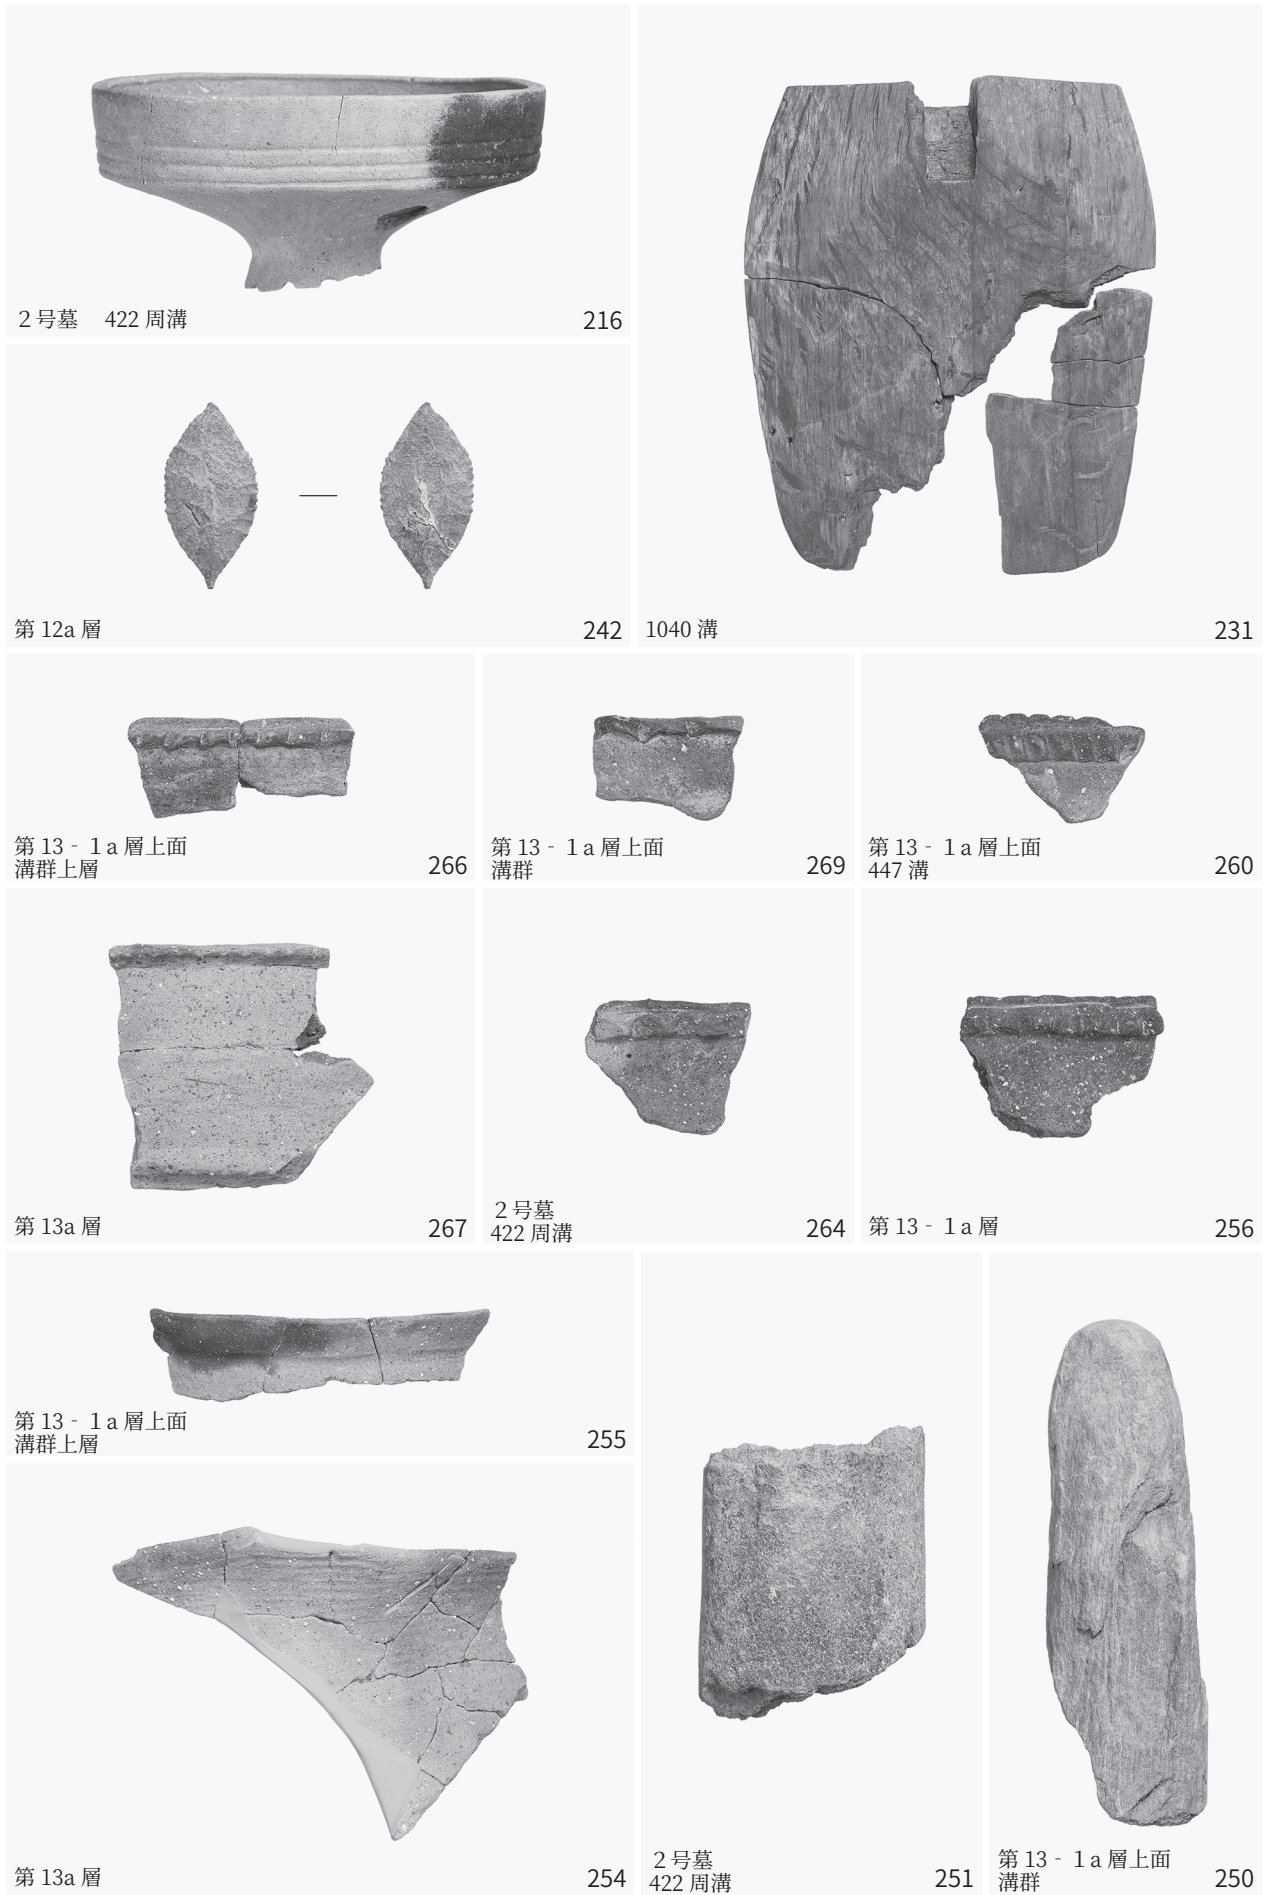 ２号墓　422 周溝
216
第 12a 層
242
1040 溝
231
第 13‐１a 層上面
溝群上層
266
第 13‐１a 層上面
溝群
269
第 13‐１a 層上面
447 溝
260
第 13a 層
267
２号墓
422 周溝
264
第 13‐１a 層
256
第 13‐１a 層上面
溝群上層
255
第 13a 層
254
２号墓
422 周溝
251
第 13‐１a 層上面
溝群
250